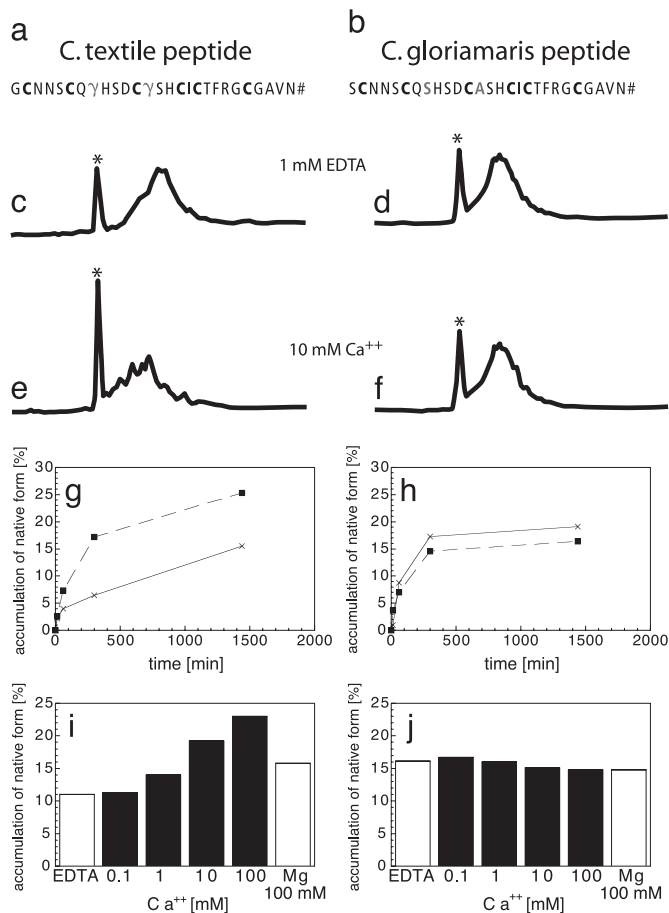 a
C. textile peptide
GCNNSCQγHSDCγSHCICTFRGCGAVN#
b
C. gloriamaris peptide
SCNNSCQSHSDCASHCICTFRGCGAVN#
c
*
1 mM EDTA
d
*
e
*
10 mM Ca++
f
*
g
accumulation of native form [%]
30
25
20
15
10
5
0
0 500 1000 1500 2000
time [min]
h
accumulation of native form [%]
30
25
20
15
10
5
0
0 500 1000 1500 2000
time [min]
i
accumulation of native form [%]
25
20
15
10
5
0
EDTA 0.1 1 10 100 Mg
100 mM
C a++ [mM]
j
accumulation of native form [%]
25
20
15
10
5
0
EDTA 0.1 1 10 100 Mg
100 mM
C a++ [mM]